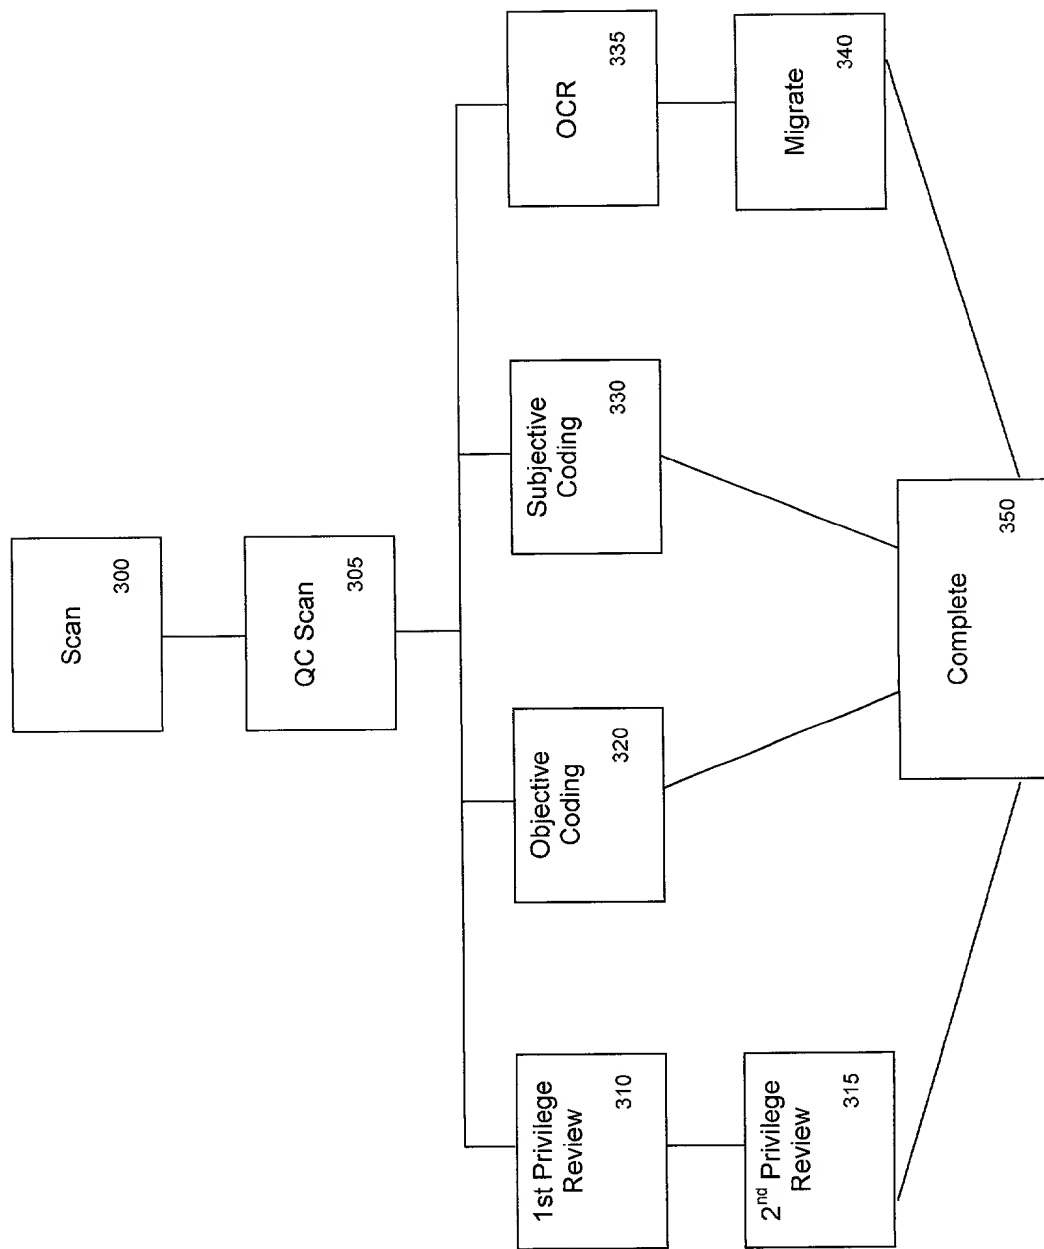 Scan
300
QC Scan
305
1st Privilege
Review
310
Objective
Coding
320
Subjective
Coding
330
OCR
335
2nd Privilege
Review
315
Migrate
340
Complete
350